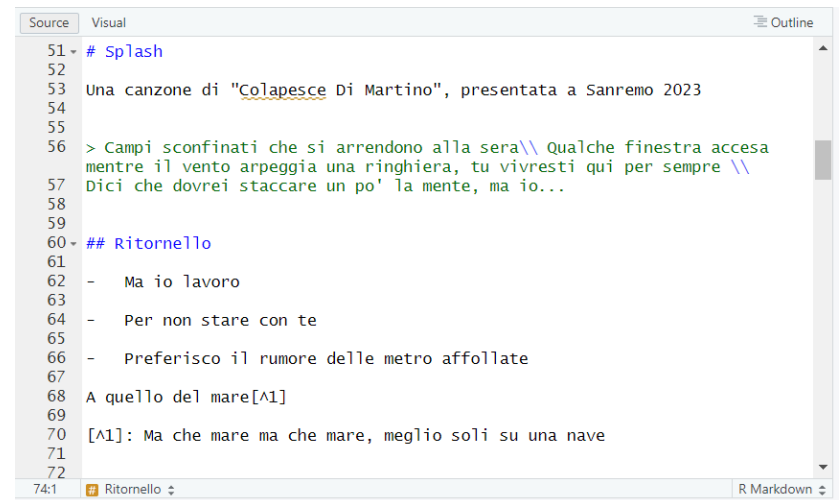 Source Visual Outline
51 # Splash
52
53 Una canzone di "Colapesce Di Martino", presentata a Sanremo 2023
54
55
56 > Campi sconfinati che si arrendono alla sera\\ Qualche finestra accesa
mentre il vento arpeggia una ringhiera, tu vivresti qui per sempre \\
57 Dici che dovrei staccare un po' la mente, ma io...
58
59
60 ## Ritornello
61
62 -   Ma io lavoro
63
64 -   Per non stare con te
65
66 -   Preferisco il rumore delle metro affollate
67
68 A quello del mare[^1]
69
70 [^1]: Ma che mare ma che mare, meglio soli su una nave
71
72
74:1 # Ritornello R Markdown